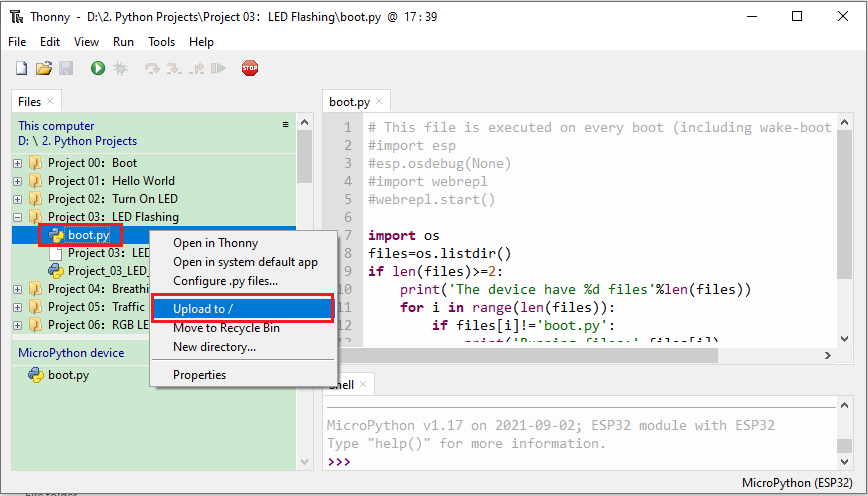 Thonny - D:\2. Python Projects\Project 03: LED Flashing\boot.py @ 17:39
File Edit View Run Tools Help
STOP
Files ×
This computer
D: \ 2. Python Projects
Project 00: Boot
Project 01: Hello World
Project 02: Turn On LED
Project 03: LED Flashing
boot.py
Project 03: LED
Project_03_LED_
Project 04: Breathi
Project 05: Traffic
Project 06: RGB LE
MicroPython device
boot.py
Open in Thonny
Open in system default app
Configure .py files...
Upload to /
Move to Recycle Bin
New directory...
Properties
boot.py ×
1 # This file is executed on every boot (including wake-boot
2 #import esp
3 #esp.osdebug(None)
4 #import webrepl
5 #webrepl.start()
6
7 import os
8 files=os.listdir()
9 if len(files)>=2:
10 print('The device have %d files'%len(files))
11 for i in range(len(files)):
12 if files[i]!='boot.py':
print('Running files:',files[i])
Shell ×
MicroPython v1.17 on 2021-09-02; ESP32 module with ESP32
Type "help()" for more information.
>>>
MicroPython (ESP32)